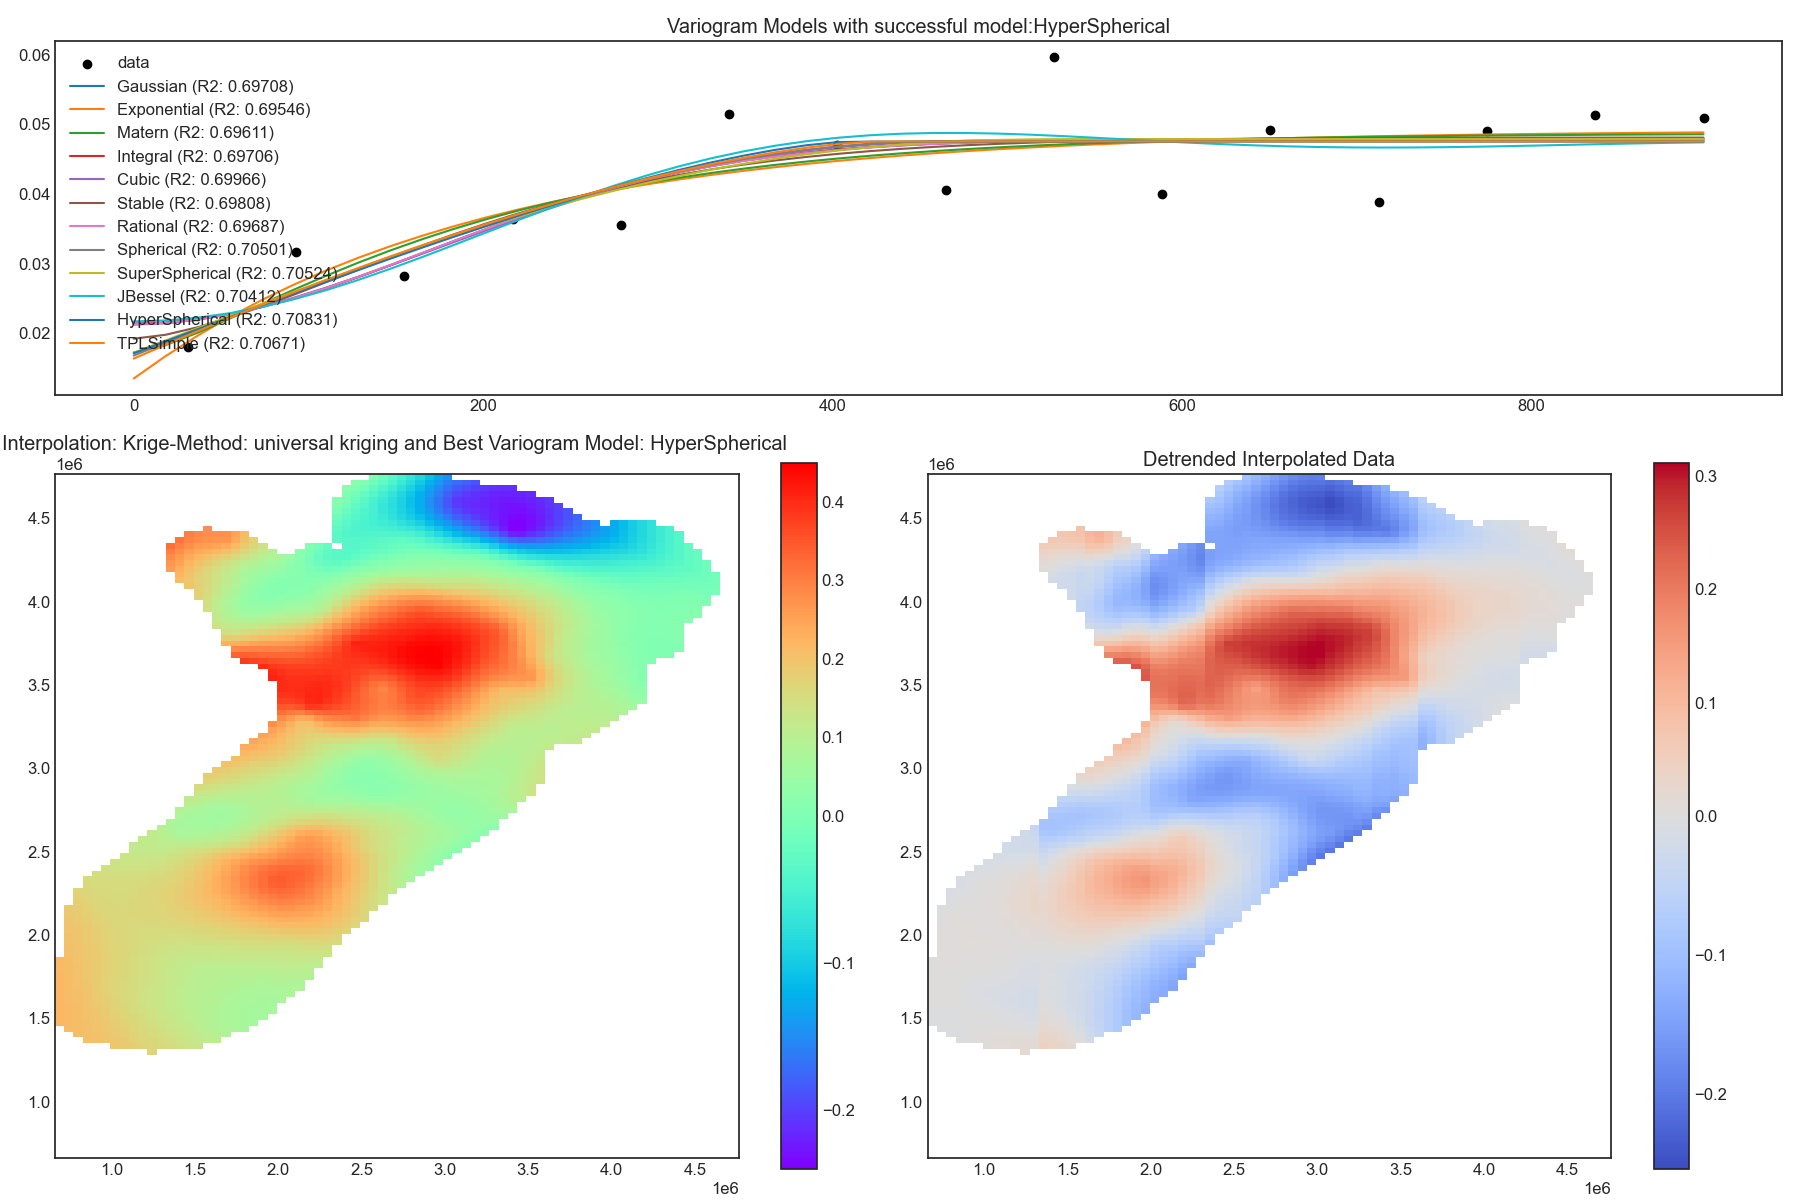 Variogram Models with successful model:HyperSpherical
0.06
0.05
0.04
0.03
0.02
data
Gaussian (R2: 0.69708)
Exponential (R2: 0.69546)
Matern (R2: 0.69611)
Integral (R2: 0.69706)
Cubic (R2: 0.69966)
Stable (R2: 0.69808)
Rational (R2: 0.69687)
Spherical (R2: 0.70501)
SuperSpherical (R2: 0.70524)
JBessel (R2: 0.70412)
HyperSpherical (R2: 0.70831)
TPLSimple (R2: 0.70671)
0 200 400 600 800
Interpolation: Krige-Method: universal kriging and Best Variogram Model: HyperSpherical
1e6
4.5
4.0
3.5
3.0
2.5
2.0
1.5
1.0
1.0 1.5 2.0 2.5 3.0 3.5 4.0 4.5
1e6
0.4
0.3
0.2
0.1
0.0
−0.1
−0.2
Detrended Interpolated Data
1e6
4.5
4.0
3.5
3.0
2.5
2.0
1.5
1.0
1.0 1.5 2.0 2.5 3.0 3.5 4.0 4.5
1e6
0.3
0.2
0.1
0.0
−0.1
−0.2